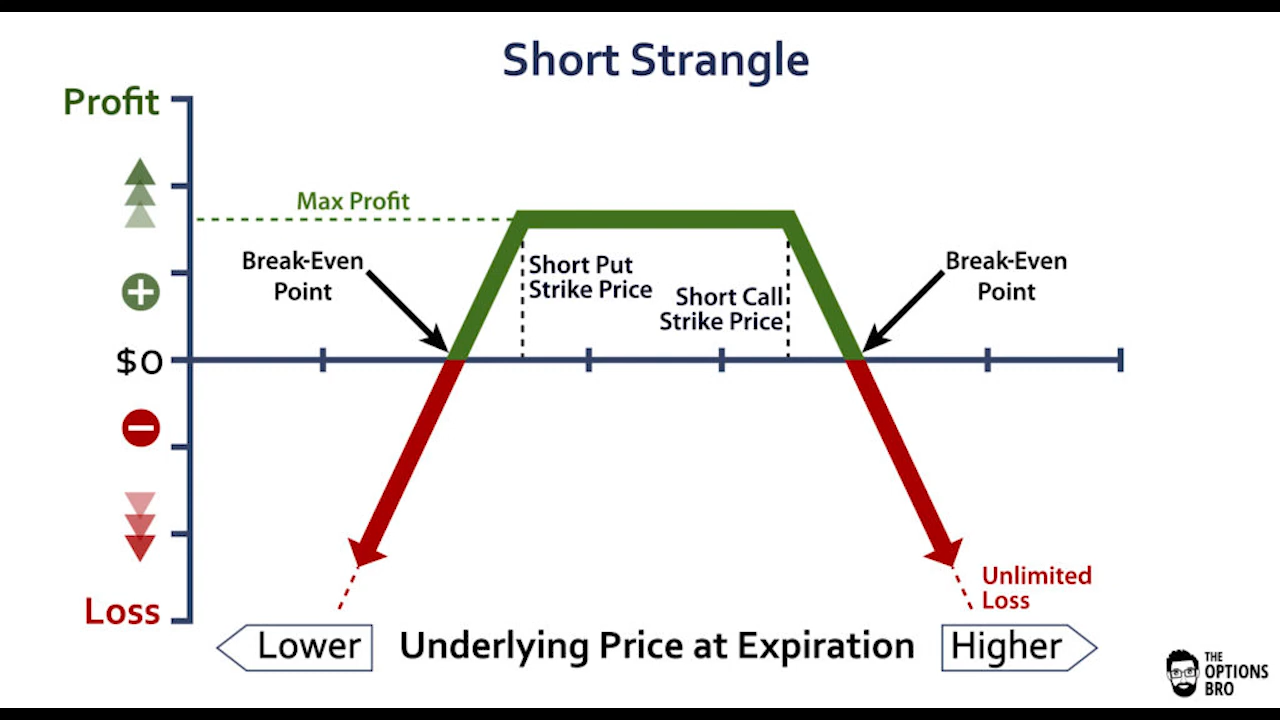 Short Strangle
Profit
Max Profit
Break-Even
Point
Short Put
Strike Price
Short Call
Strike Price
Break-Even
Point
$0
Unlimited
Loss
Loss
Lower
Underlying Price at Expiration
Higher
THE
OPTIONS
BRO